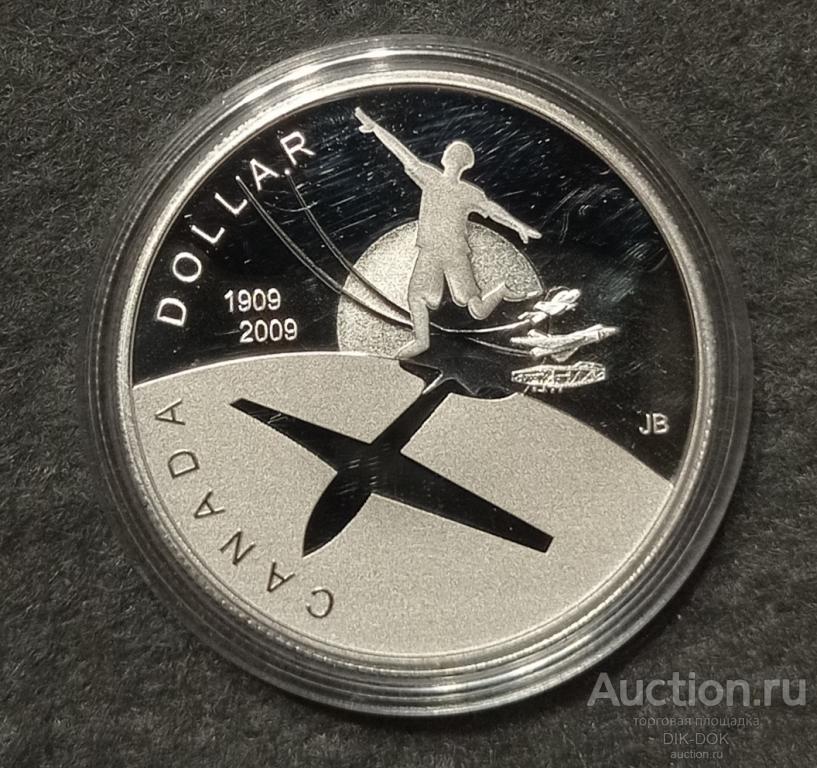 DOLLAR
1909
2009
CANADA
JB
Auction.ru
торговая площадка
DIK-DOK
auction.ru